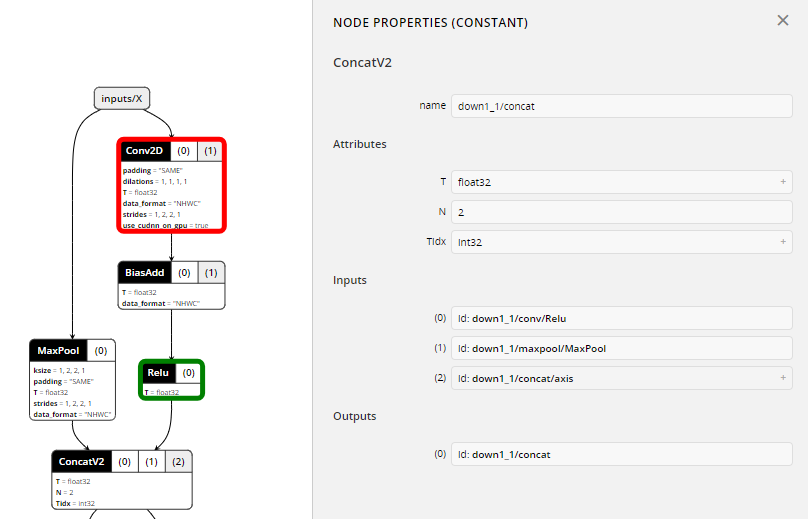 inputs/X
Conv2D (0) (1)
padding = "SAME"
dilations = 1, 1, 1, 1
T = float32
data_format = "NHWC"
strides = 1, 2, 2, 1
use_cudnn_on_gpu = true
BiasAdd (0) (1)
T = float32
data_format = "NHWC"
MaxPool (0)
ksize = 1, 2, 2, 1
padding = "SAME"
T = float32
strides = 1, 2, 2, 1
data_format = "NHWC"
Relu (0)
T = float32
ConcatV2 (0) (1) (2)
T = float32
N = 2
Tidx = int32
NODE PROPERTIES (CONSTANT) ×
ConcatV2
name down1_1/concat
Attributes
T float32 +
N 2
Tidx int32 +
Inputs
(0) Id: down1_1/conv/Relu
(1) Id: down1_1/maxpool/MaxPool
(2) Id: down1_1/concat/axis +
Outputs
(0) Id: down1_1/concat